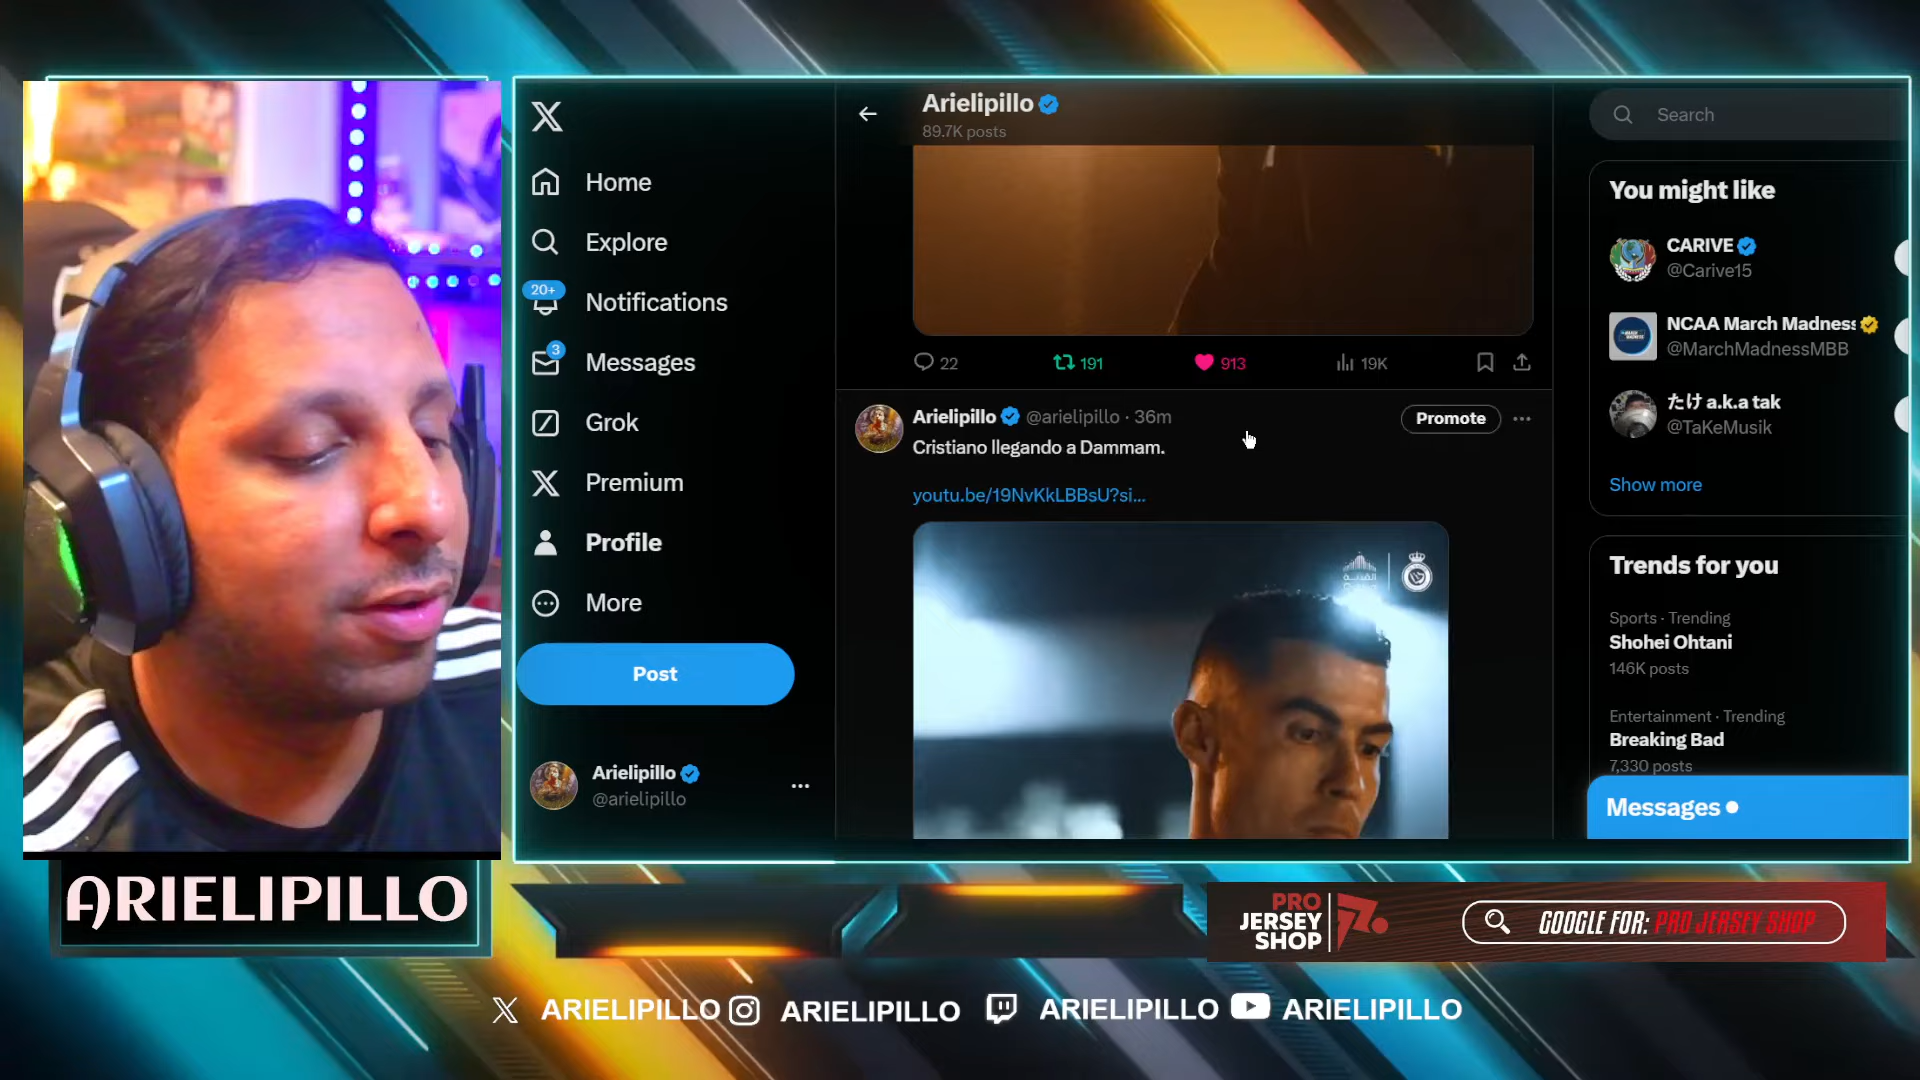 Home
Explore
20+
Notifications
3
Messages
Grok
Premium
Profile
More
Post
Arielipillo
@arielipillo
Arielipillo
89.7K posts
22
191
913
19K
Arielipillo @arielipillo · 36m
Promote
Cristiano llegando a Dammam.
youtu.be/19NvKkLBBsU?si...
القدية
Search
You might like
CARIVE
@Carive15
NCAA March Madness
@MarchMadnessMBB
たけ a.k.a tak
@TaKeMusik
Show more
Trends for you
Sports · Trending
Shohei Ohtani
146K posts
Entertainment · Trending
Breaking Bad
7,330 posts
Messages
ARIELIPILLO
PRO
JERSEY
SHOP
GOOGLE FOR: PRO JERSEY SHOP
ARIELIPILLO
ARIELIPILLO
ARIELIPILLO
ARIELIPILLO